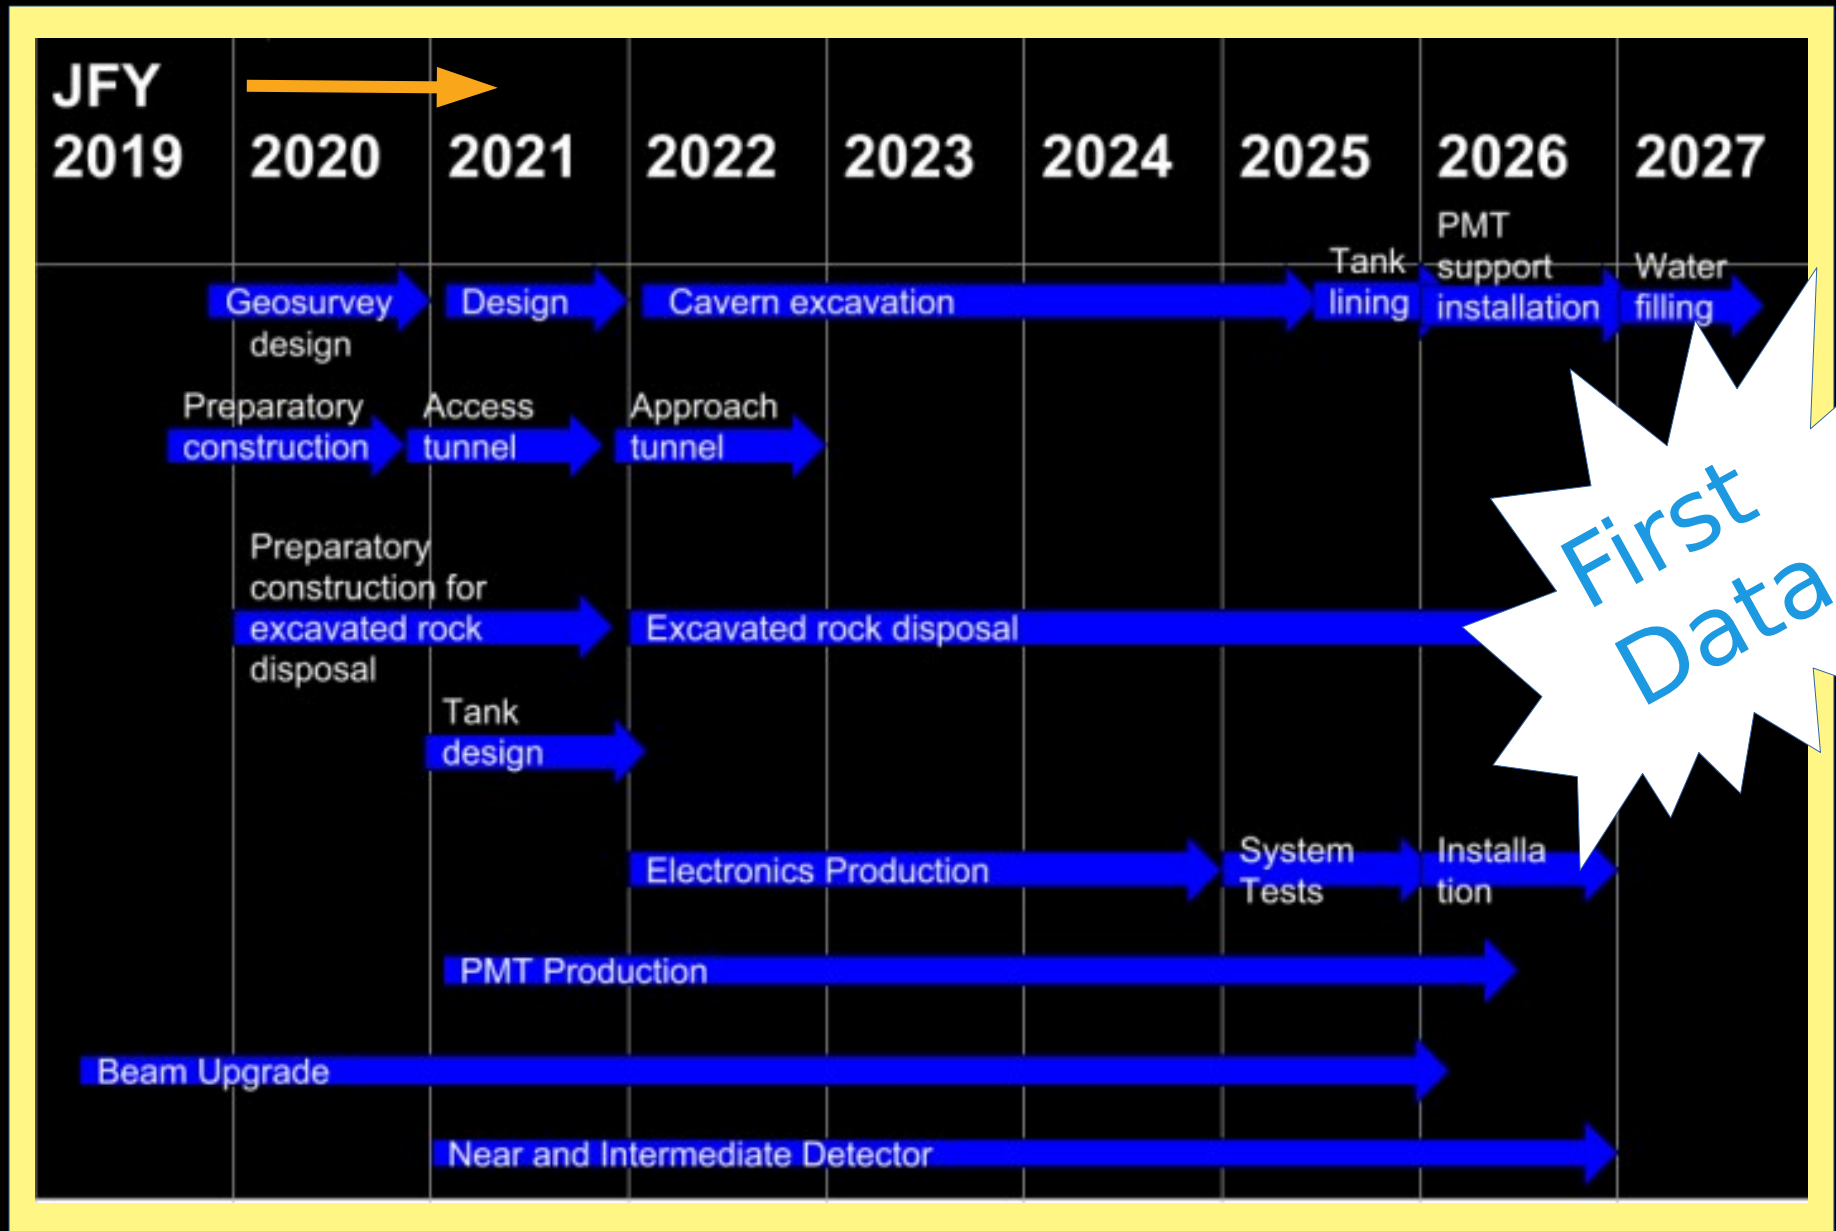 JFY
2019 2020 2021 2022 2023 2024 2025 2026 2027
Geosurvey
design
Design
Cavern excavation
Tank
lining
PMT
support
installation
Water
filling
Preparatory
construction
Access
tunnel
Approach
tunnel
Preparatory
construction for
excavated rock
disposal
Excavated rock disposal
First
Data
Tank
design
Electronics Production
System
Tests
Installa
tion
PMT Production
Beam Upgrade
Near and Intermediate Detector